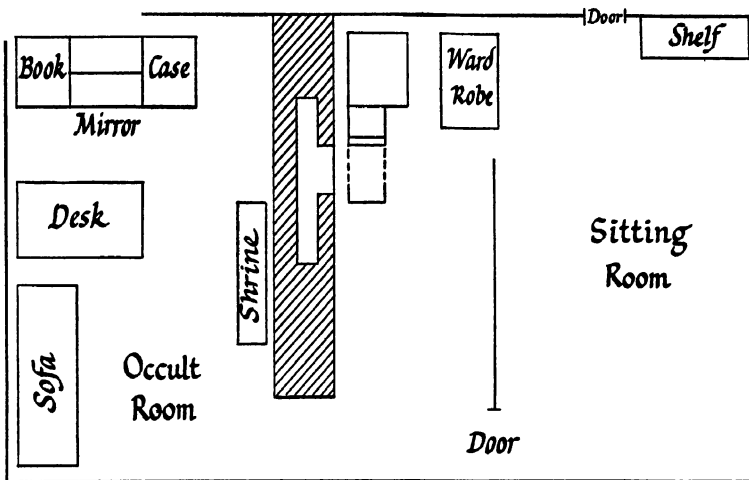 Door
Shelf
Book Case
Ward
Robe
Mirror
Desk
Shrine
Sitting
Room
Sofa
Occult
Room
Door